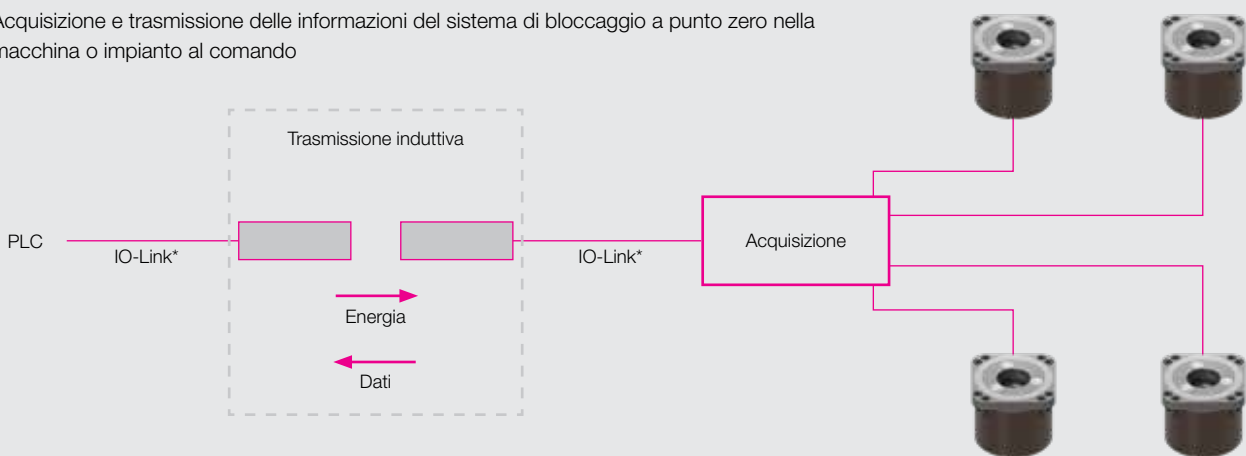 Acquisizione e trasmissione delle informazioni del sistema di bloccaggio a punto zero nella
macchina o impianto al comando
Trasmissione induttiva
PLC
IO-Link*
IO-Link*
Acquisizione
Energia
Dati